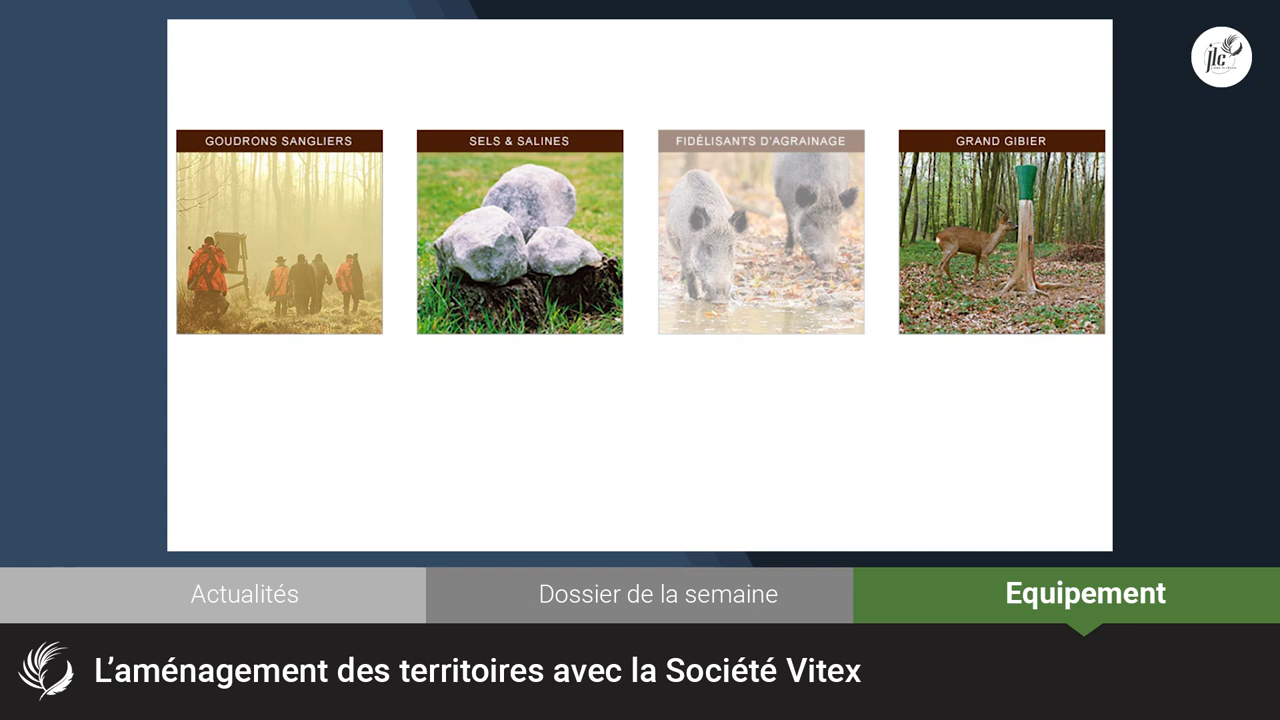 jlc
GOUDRONS SANGLIERS
SELS & SALINES
FIDÉLISANTS D'AGRAINAGE
GRAND GIBIER
Actualités
Dossier de la semaine
Equipement
L’aménagement des territoires avec la Société Vitex